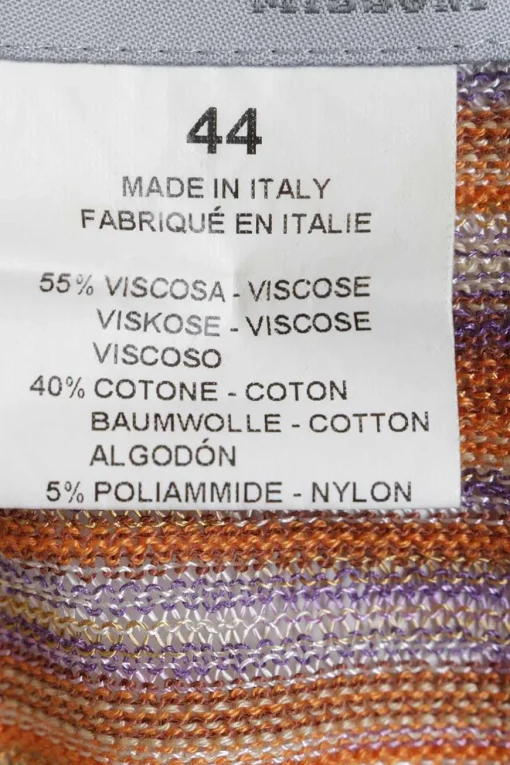 44
MADE IN ITALY
FABRIQUÉ EN ITALIE
55% VISCOSA - VISCOSE
VISKOSE - VISCOSE
VISCOSO
40% COTONE - COTON
BAUMWOLLE - COTTON
ALGODÓN
5% POLIAMMIDE - NYLON